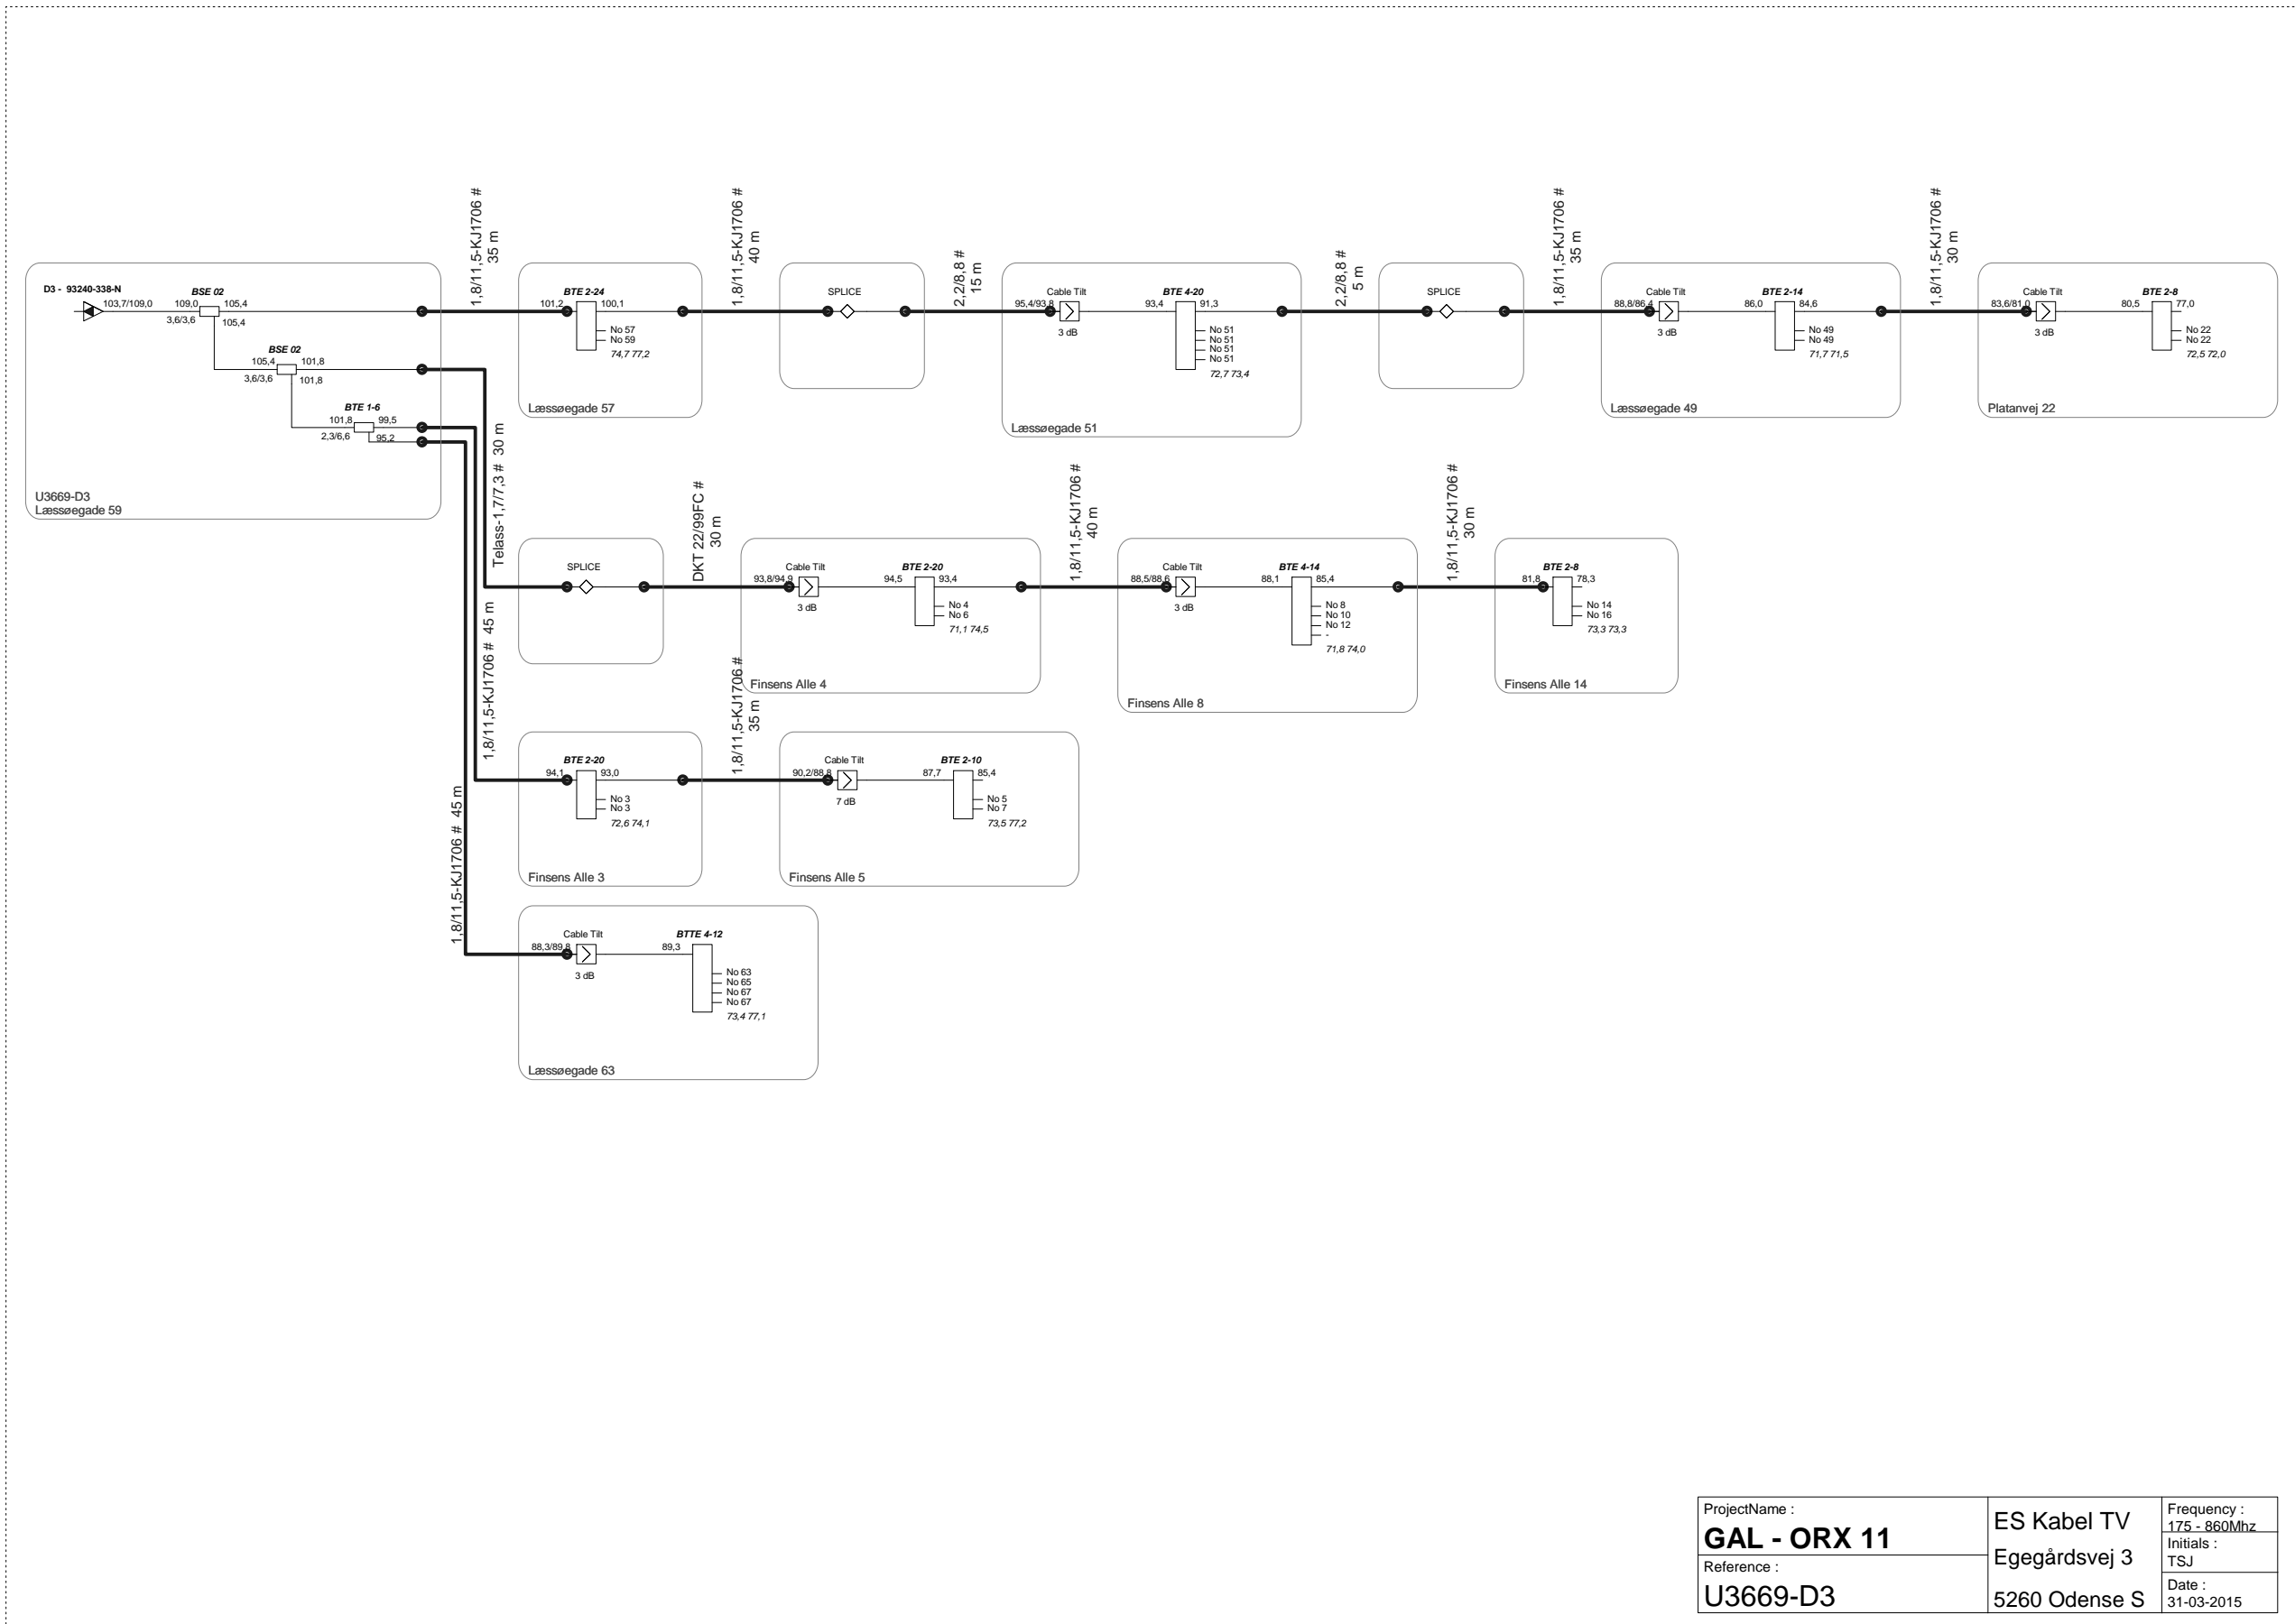 1,8/11,5-KJ1706 #
35 m
1,8/11,5-KJ1706 #
40 m
2,2/8,8 #
15 m
2,2/8,8 #
5 m
1,8/11,5-KJ1706 #
35 m
1,8/11,5-KJ1706 #
30 m
D3 - 93240-338-N
103,7/109,0
BSE 02
109,0
105,4
3,6/3,6
105,4
BSE 02
105,4
101,8
3,6/3,6
101,8
BTE 1-6
101,8
99,5
2,3/6,6
95,2
U3669-D3
Læssøegade 59
BTE 2-24
101,2
100,1
No 57
No 59
74,7 77,2
Læssøegade 57
SPLICE
Cable Tilt
95,4/93,8
3 dB
BTE 4-20
93,4
91,3
No 51
No 51
No 51
No 51
72,7 73,4
Læssøegade 51
SPLICE
Cable Tilt
88,8/86,4
3 dB
BTE 2-14
86,0
84,6
No 49
No 49
71,7 71,5
Læssøegade 49
Cable Tilt
83,6/81,0
3 dB
BTE 2-8
80,5
77,0
No 22
No 22
72,5 72,0
Platanvej 22
Telass-1,7/7,3 # 30 m
SPLICE
DKT 22/99FC #
30 m
Cable Tilt
93,8/94,9
3 dB
BTE 2-20
94,5
93,4
No 4
No 6
71,1 74,5
Finsens Alle 4
1,8/11,5-KJ1706 #
40 m
Cable Tilt
88,5/88,6
3 dB
BTE 4-14
88,1
85,4
No 8
No 10
No 12
-
71,8 74,0
Finsens Alle 8
1,8/11,5-KJ1706 #
30 m
BTE 2-8
81,8
78,3
No 14
No 16
73,3 73,3
Finsens Alle 14
1,8/11,5-KJ1706 # 45 m
BTE 2-20
94,1
93,0
No 3
No 3
72,6 74,1
Finsens Alle 3
1,8/11,5-KJ1706 #
35 m
Cable Tilt
90,2/88,8
7 dB
BTE 2-10
87,7
85,4
No 5
No 7
73,5 77,2
Finsens Alle 5
1,8/11,5-KJ1706 # 45 m
Cable Tilt
88,3/89,8
3 dB
BTTE 4-12
89,3
No 63
No 65
No 67
No 67
73,4 77,1
Læssøegade 63
ProjectName :
GAL - ORX 11
Reference :
U3669-D3
ES Kabel TV
Egegårdsvej 3
5260 Odense S
Frequency :
175 - 860Mhz
Initials :
TSJ
Date :
31-03-2015